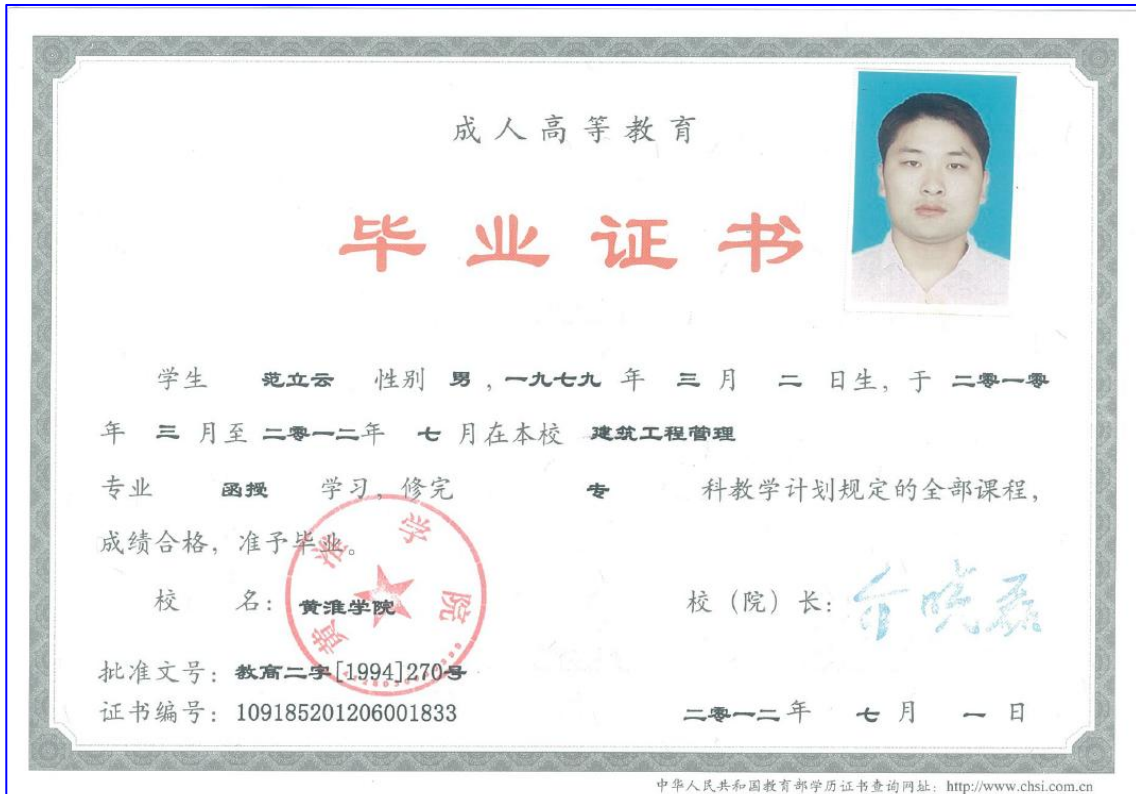 成人高等教育
毕业证书
学生 范立云 性别 男，一九七九 年 三 月 二 日生，于 二零一零
年 三 月至 二零一二年 七 月在本校 建筑工程管理
专业 函授 学习，修完 专 科教学计划规定的全部课程，
成绩合格，准予毕业。
黄淮学院
校 名：黄淮学院 校（院）长：
批准文号：教高二字[1994]270号
证书编号：109185201206001833 二零一二年 七 月 一 日
中华人民共和国教育部学历证书查询网址：http://www.chsi.com.cn